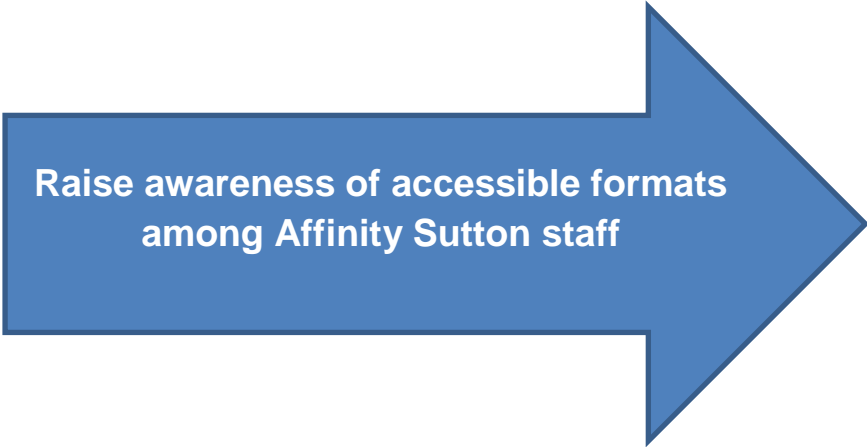 Raise awareness of accessible formats
among Affinity Sutton staff